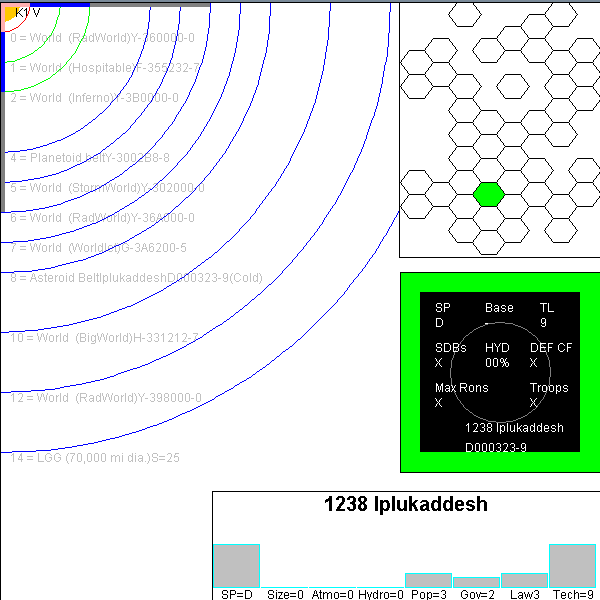 K1 V
0 = World (RadWorld)Y-360000-0
1 = World (Hospitable)F-355232-7
2 = World (Inferno)Y-3B0000-0
4 = Planetoid beltY-3002B8-8
5 = World (StormWorld)Y-302000-0
6 = World (RadWorld)Y-36A000-0
7 = World (Worldlet)G-3A6200-5
8 = Asteroid BeltIplukaddeshD000323-9(Cold)
10 = World (BigWorld)H-331212-7
12 = World (RadWorld)Y-398000-0
14 = LGG (70,000 mi dia.)S=25
SP Base TL
D - 9
SDBs HYD DEF CF
X 00% X
Max Rons Troops
X X
1238 Iplukaddesh
D000323-9
1238 Iplukaddesh
SP=D Size=0 Atmo=0 Hydro=0 Pop=3 Gov=2 Law3 Tech=9